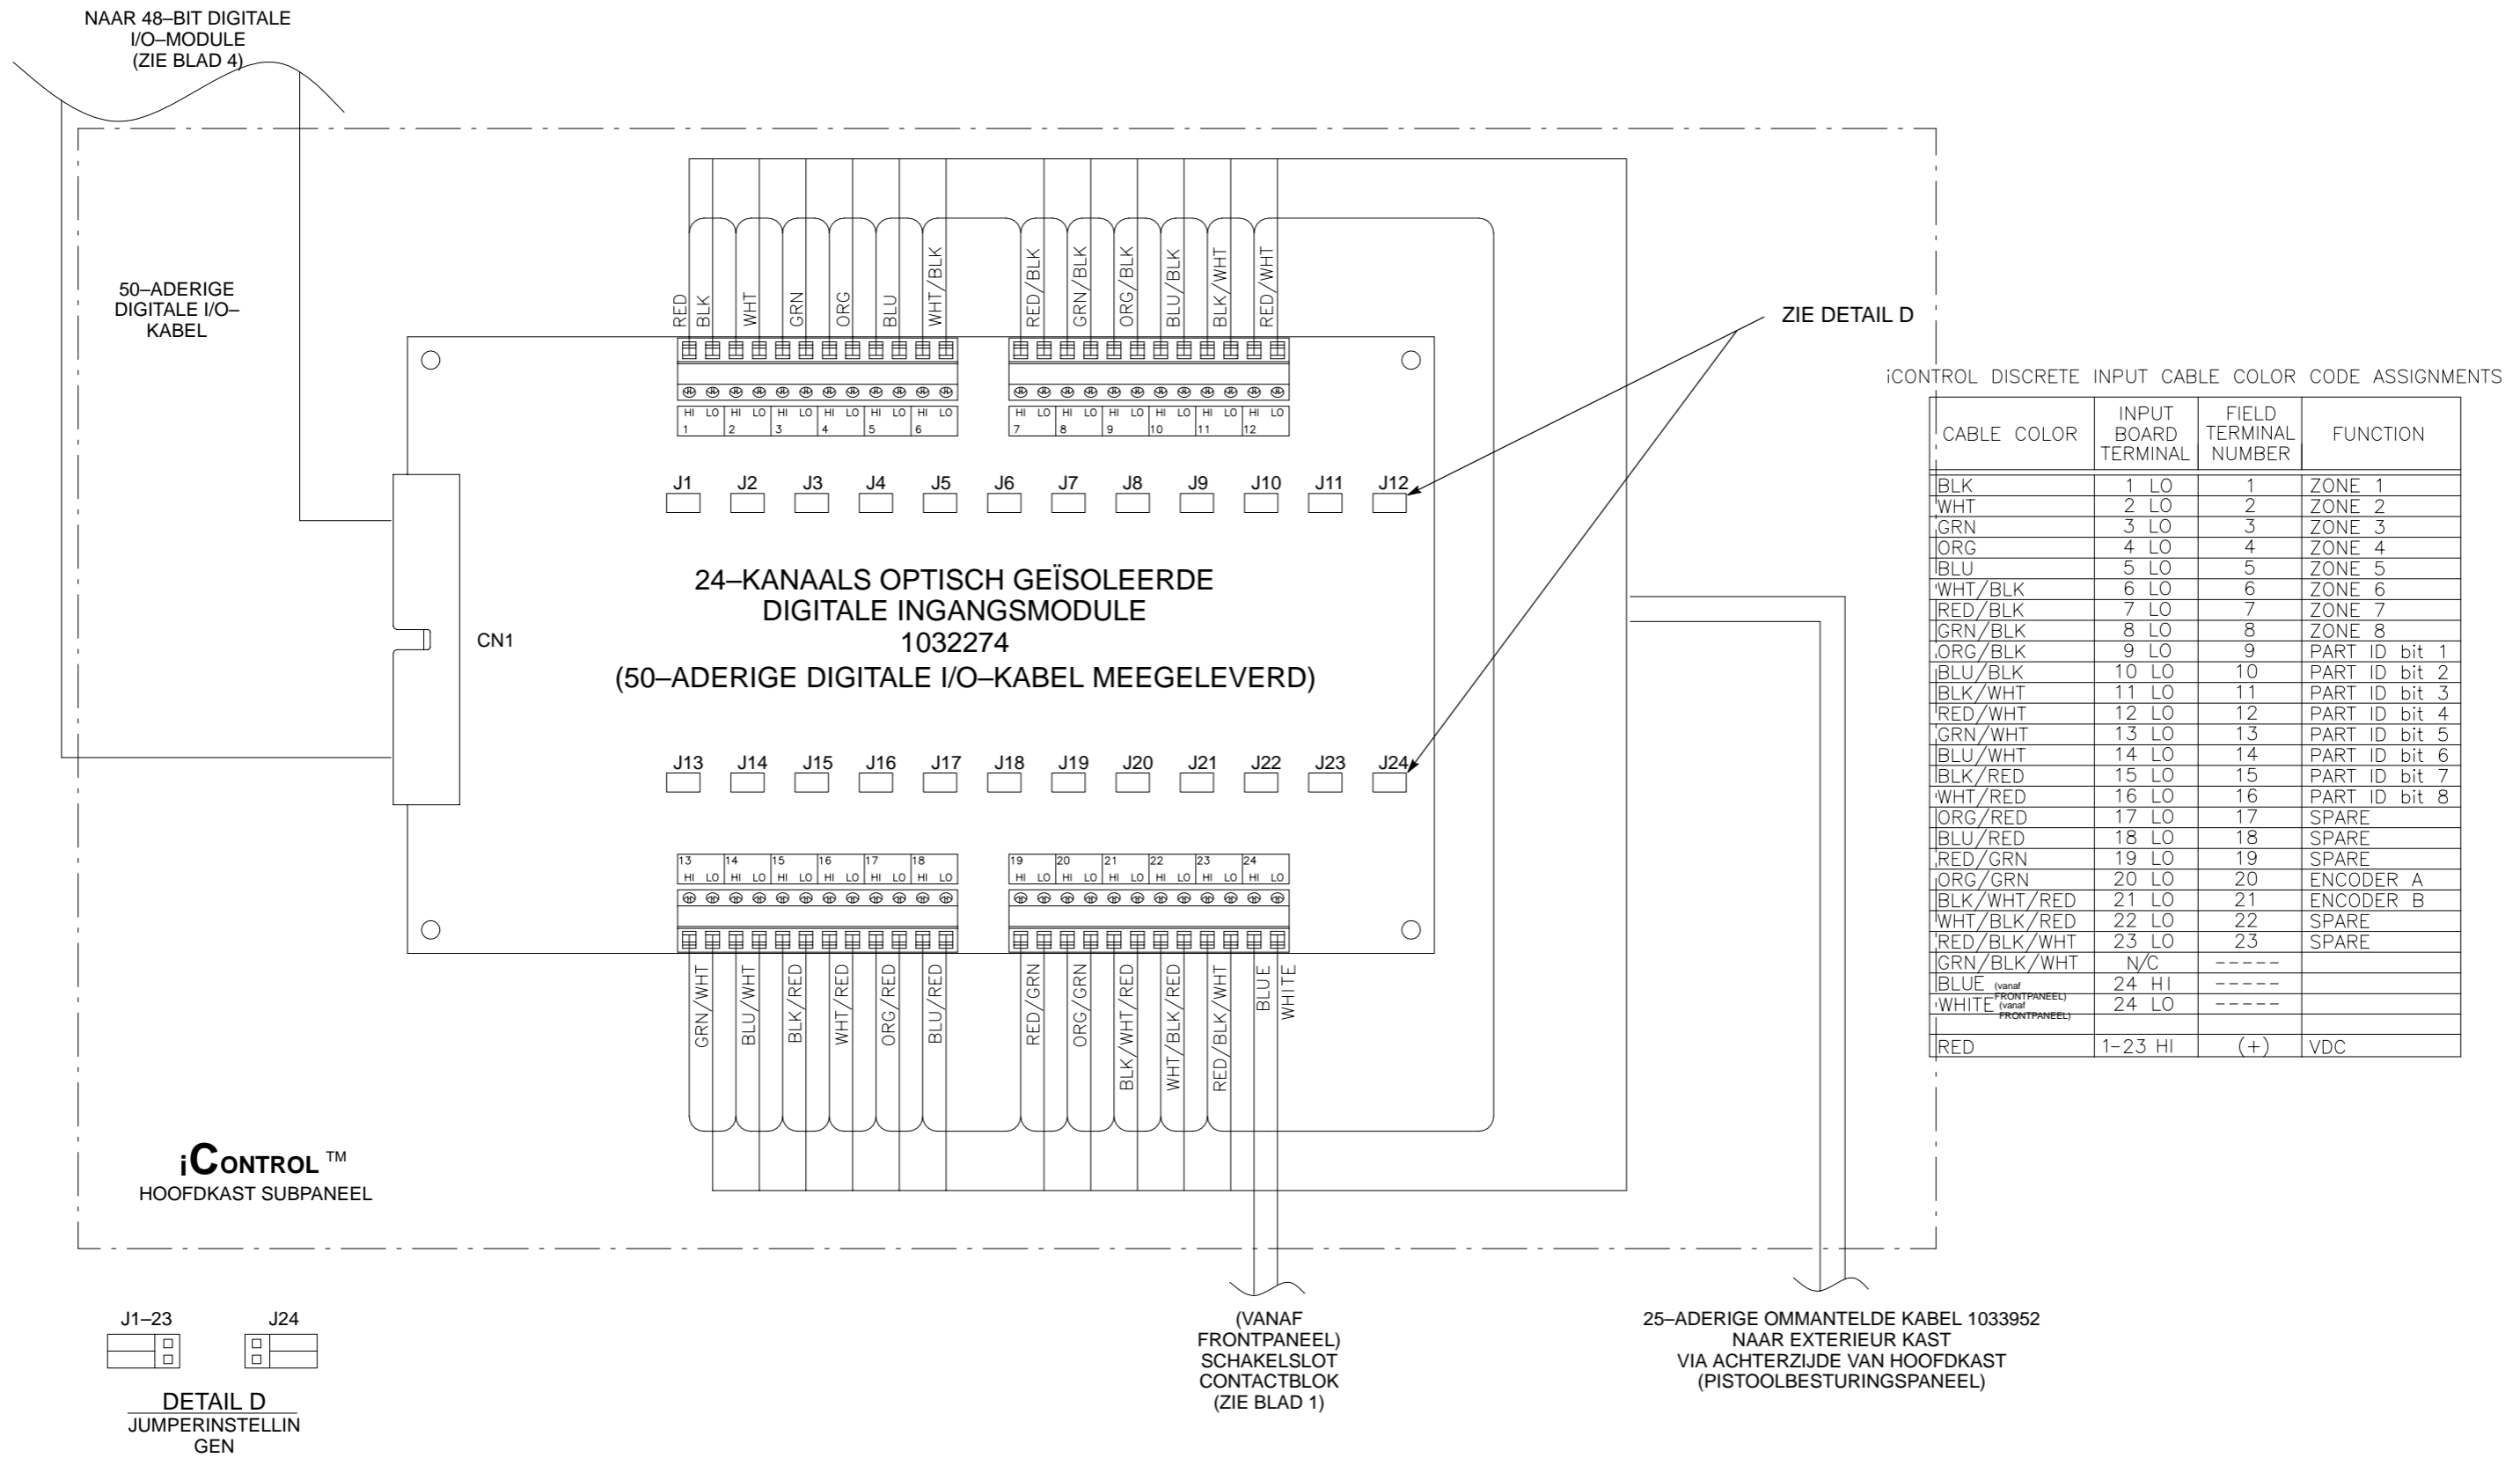 NAAR 48–BIT DIGITALE
I/O–MODULE
(ZIE BLAD 4)
50–ADERIGE
DIGITALE I/O–
KABEL
RED
BLK
WHT
GRN
ORG
BLU
WHT/BLK
RED/BLK
GRN/BLK
ORG/BLK
BLU/BLK
BLK/WHT
RED/WHT
ZIE DETAIL D
HI LO HI LO HI LO HI LO HI LO HI LO
1 2 3 4 5 6
HI LO HI LO HI LO HI LO HI LO HI LO
7 8 9 10 11 12
J1 J2 J3 J4 J5 J6 J7 J8 J9 J10 J11 J12
24–KANAALS OPTISCH GEÏSOLEERDE
DIGITALE INGANGSMODULE
1032274
(50–ADERIGE DIGITALE I/O–KABEL MEEGELEVERD)
CN1
J13 J14 J15 J16 J17 J18 J19 J20 J21 J22 J23 J24
13 14 15 16 17 18
HI LO HI LO HI LO HI LO HI LO HI LO
19 20 21 22 23 24
HI LO HI LO HI LO HI LO HI LO HI LO
GRN/WHT
BLU/WHT
BLK/RED
WHT/RED
ORG/RED
BLU/RED
RED/GRN
ORG/GRN
BLK/WHT/RED
WHT/BLK/RED
RED/BLK/WHT
BLUE
WHITE
iCONTROL DISCRETE INPUT CABLE COLOR CODE ASSIGNMENTS
CABLE COLOR INPUT BOARD TERMINAL FIELD TERMINAL NUMBER FUNCTION
BLK 1 LO 1 ZONE 1
WHT 2 LO 2 ZONE 2
GRN 3 LO 3 ZONE 3
ORG 4 LO 4 ZONE 4
BLU 5 LO 5 ZONE 5
WHT/BLK 6 LO 6 ZONE 6
RED/BLK 7 LO 7 ZONE 7
GRN/BLK 8 LO 8 ZONE 8
ORG/BLK 9 LO 9 PART ID bit 1
BLU/BLK 10 LO 10 PART ID bit 2
BLK/WHT 11 LO 11 PART ID bit 3
RED/WHT 12 LO 12 PART ID bit 4
GRN/WHT 13 LO 13 PART ID bit 5
BLU/WHT 14 LO 14 PART ID bit 6
BLK/RED 15 LO 15 PART ID bit 7
WHT/RED 16 LO 16 PART ID bit 8
ORG/RED 17 LO 17 SPARE
BLU/RED 18 LO 18 SPARE
RED/GRN 19 LO 19 SPARE
ORG/GRN 20 LO 20 ENCODER A
BLK/WHT/RED 21 LO 21 ENCODER B
WHT/BLK/RED 22 LO 22 SPARE
RED/BLK/WHT 23 LO 23 SPARE
GRN/BLK/WHT N/C -----
BLUE (vanaf FRONTPANEEL) 24 HI -----
WHITE (vanaf FRONTPANEEL) 24 LO -----
RED 1-23 HI (+) VDC
iCONTROL TM
HOOFDKAST SUBPANEEL
J1–23 J24
DETAIL D
JUMPERINSTELLIN
GEN
(VANAF
FRONTPANEEL)
SCHAKELSLOT
CONTACTBLOK
(ZIE BLAD 1)
25–ADERIGE OMMANTELDE KABEL 1033952
NAAR EXTERIEUR KAST
VIA ACHTERZIJDE VAN HOOFDKAST
(PISTOOLBESTURINGSPANEEL)